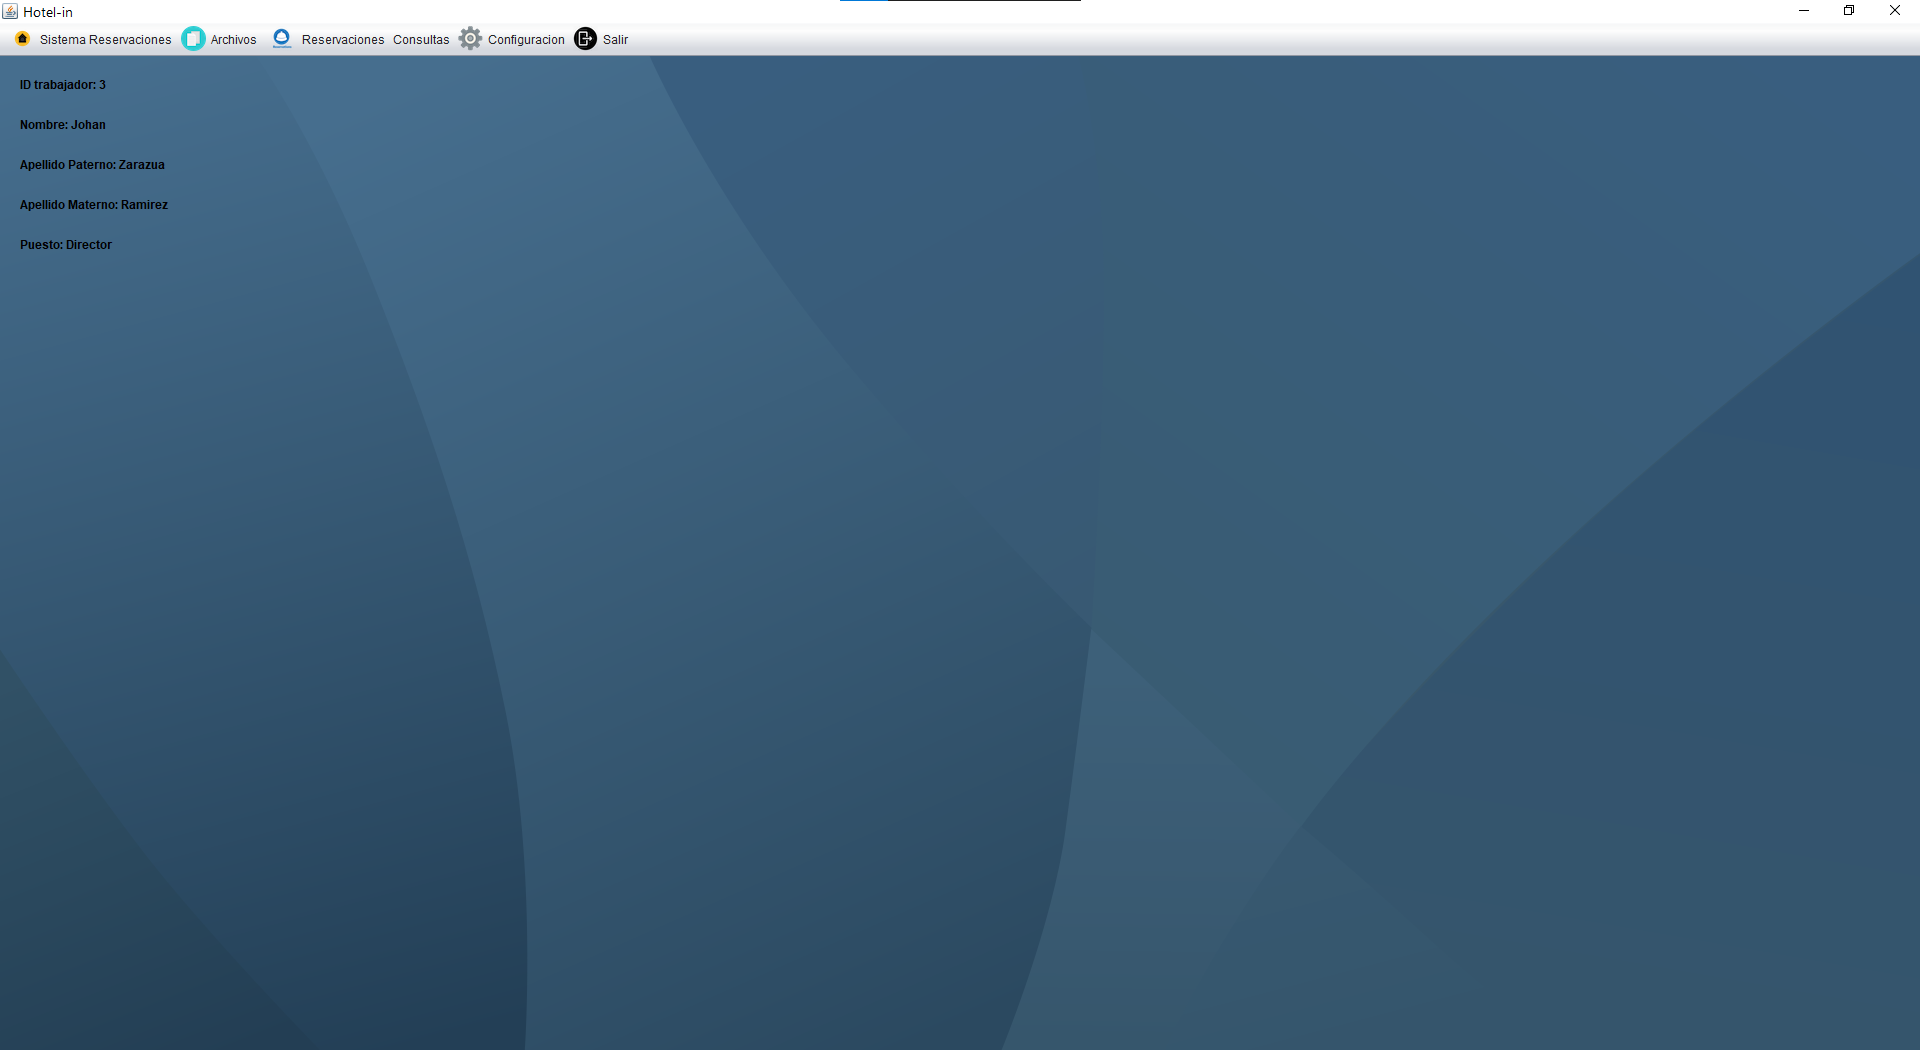 Hotel-in
Sistema Reservaciones Archivos Reservaciones Consultas Configuracion Salir
ID trabajador: 3
Nombre: Johan
Apellido Paterno: Zarazua
Apellido Materno: Ramirez
Puesto: Director